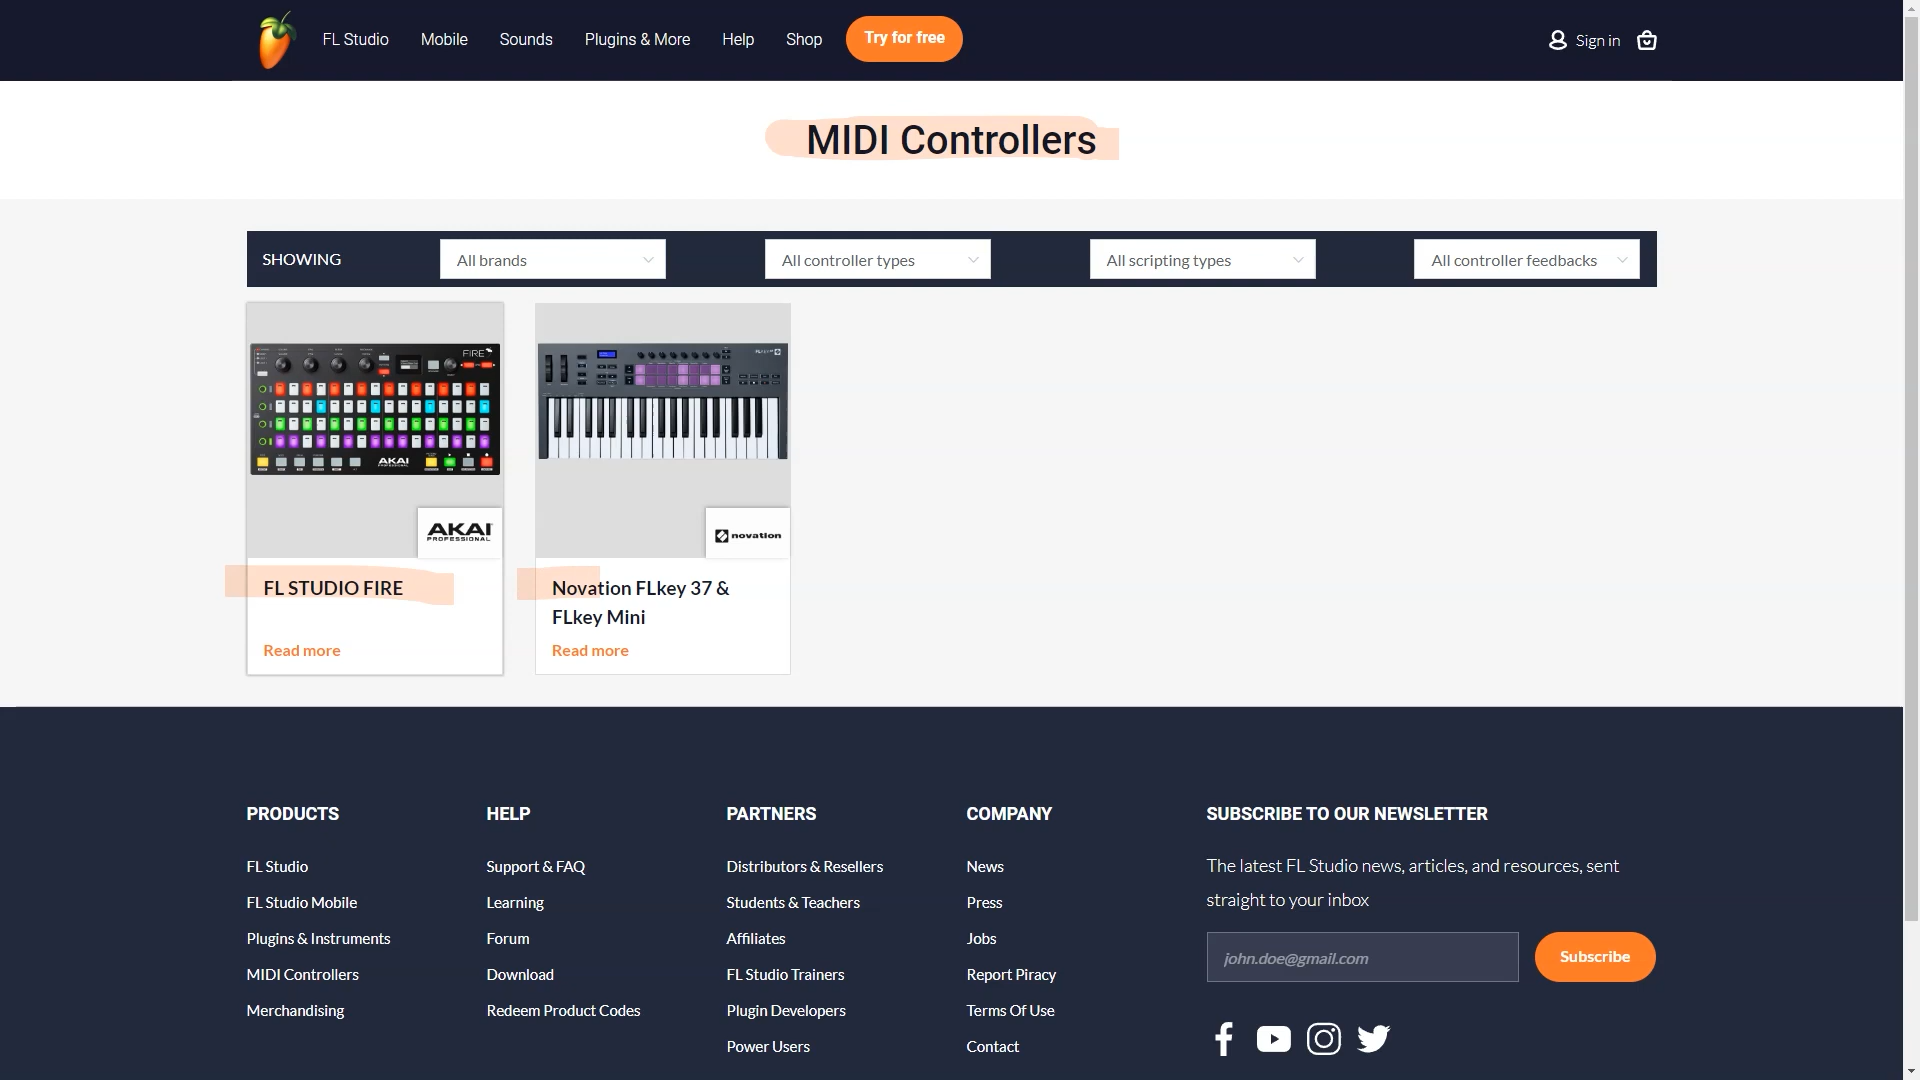 FL Studio
Mobile
Sounds
Plugins & More
Help
Shop
Try for free
Sign in
MIDI Controllers
SHOWING
All brands
All controller types
All scripting types
All controller feedbacks
FIRE
AKAI
AKAI
PROFESSIONAL
novation
FL STUDIO FIRE
Read more
Novation FLkey 37 &
FLkey Mini
Read more
PRODUCTS
FL Studio
FL Studio Mobile
Plugins & Instruments
MIDI Controllers
Merchandising
HELP
Support & FAQ
Learning
Forum
Download
Redeem Product Codes
PARTNERS
Distributors & Resellers
Students & Teachers
Affiliates
FL Studio Trainers
Plugin Developers
Power Users
COMPANY
News
Press
Jobs
Report Piracy
Terms Of Use
Contact
SUBSCRIBE TO OUR NEWSLETTER
The latest FL Studio news, articles, and resources, sent
straight to your inbox
john.doe@gmail.com
Subscribe